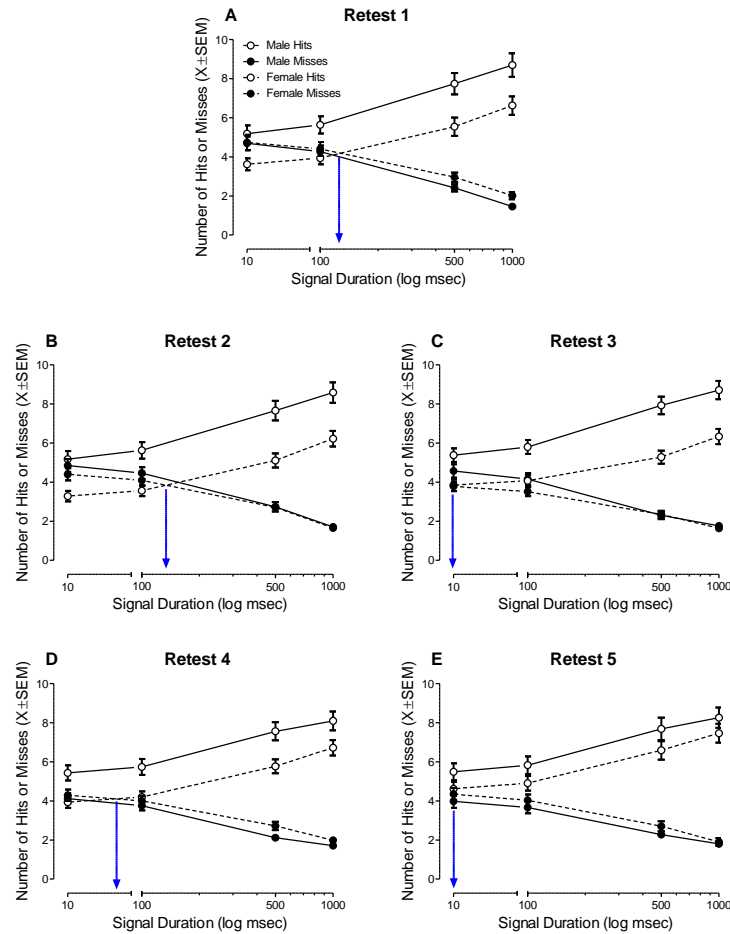 A
Retest 1
Number of Hits or Misses (X±SEM)
10
8
6
4
2
0
Male Hits
Male Misses
Female Hits
Female Misses
10 100 500 1000
Signal Duration (log msec)
B
Retest 2
Number of Hits or Misses (X±SEM)
10
8
6
4
2
0
10 100 500 1000
Signal Duration (log msec)
C
Retest 3
Number of Hits or Misses (X±SEM)
10
8
6
4
2
0
10 100 500 1000
Signal Duration (log msec)
D
Retest 4
Number of Hits or Misses (X±SEM)
10
8
6
4
2
0
10 100 500 1000
Signal Duration (log msec)
E
Retest 5
Number of Hits or Misses (X±SEM)
10
8
6
4
2
0
10 100 500 1000
Signal Duration (log msec)